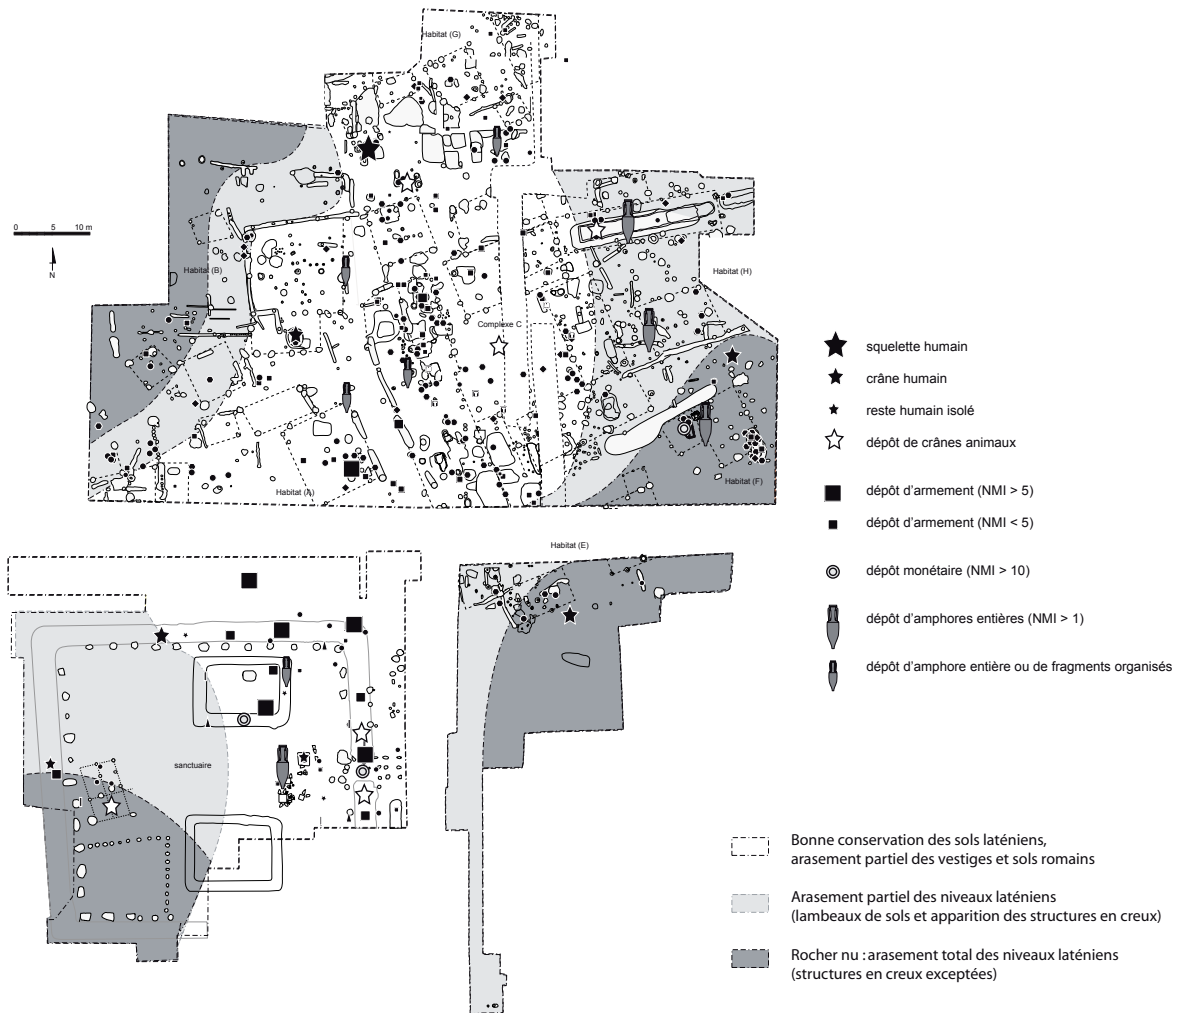 Habitat (G)
0 5 10 m
N
Habitat (B)
Habitat (H)
Complexe C
Habitat (A)
Habitat (F)
Habitat (E)
sanctuaire
squelette humain
crâne humain
reste humain isolé
dépôt de crânes animaux
dépôt d'armement (NMI > 5)
dépôt d'armement (NMI < 5)
dépôt monétaire (NMI > 10)
dépôt d'amphores entières (NMI > 1)
dépôt d'amphore entière ou de fragments organisés
Bonne conservation des sols laténiens,
arasement partiel des vestiges et sols romains
Arasement partiel des niveaux laténiens
(lambeaux de sols et apparition des structures en creux)
Rocher nu : arasement total des niveaux laténiens
(structures en creux exceptées)